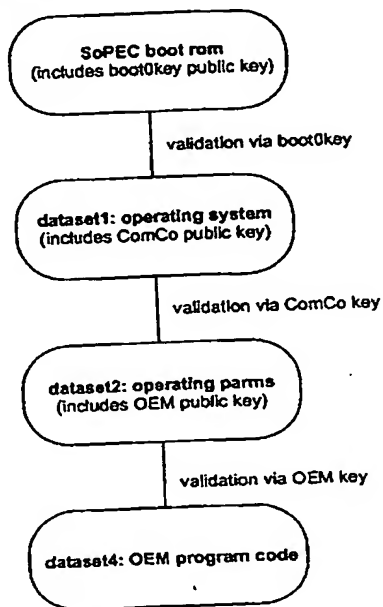 SoPEC boot rom
(includes boot0key public key)
validation via boot0key
dataset1: operating system
(includes ComCo public key)
validation via ComCo key
dataset2: operating parms
(includes OEM public key)
validation via OEM key
dataset4: OEM program code